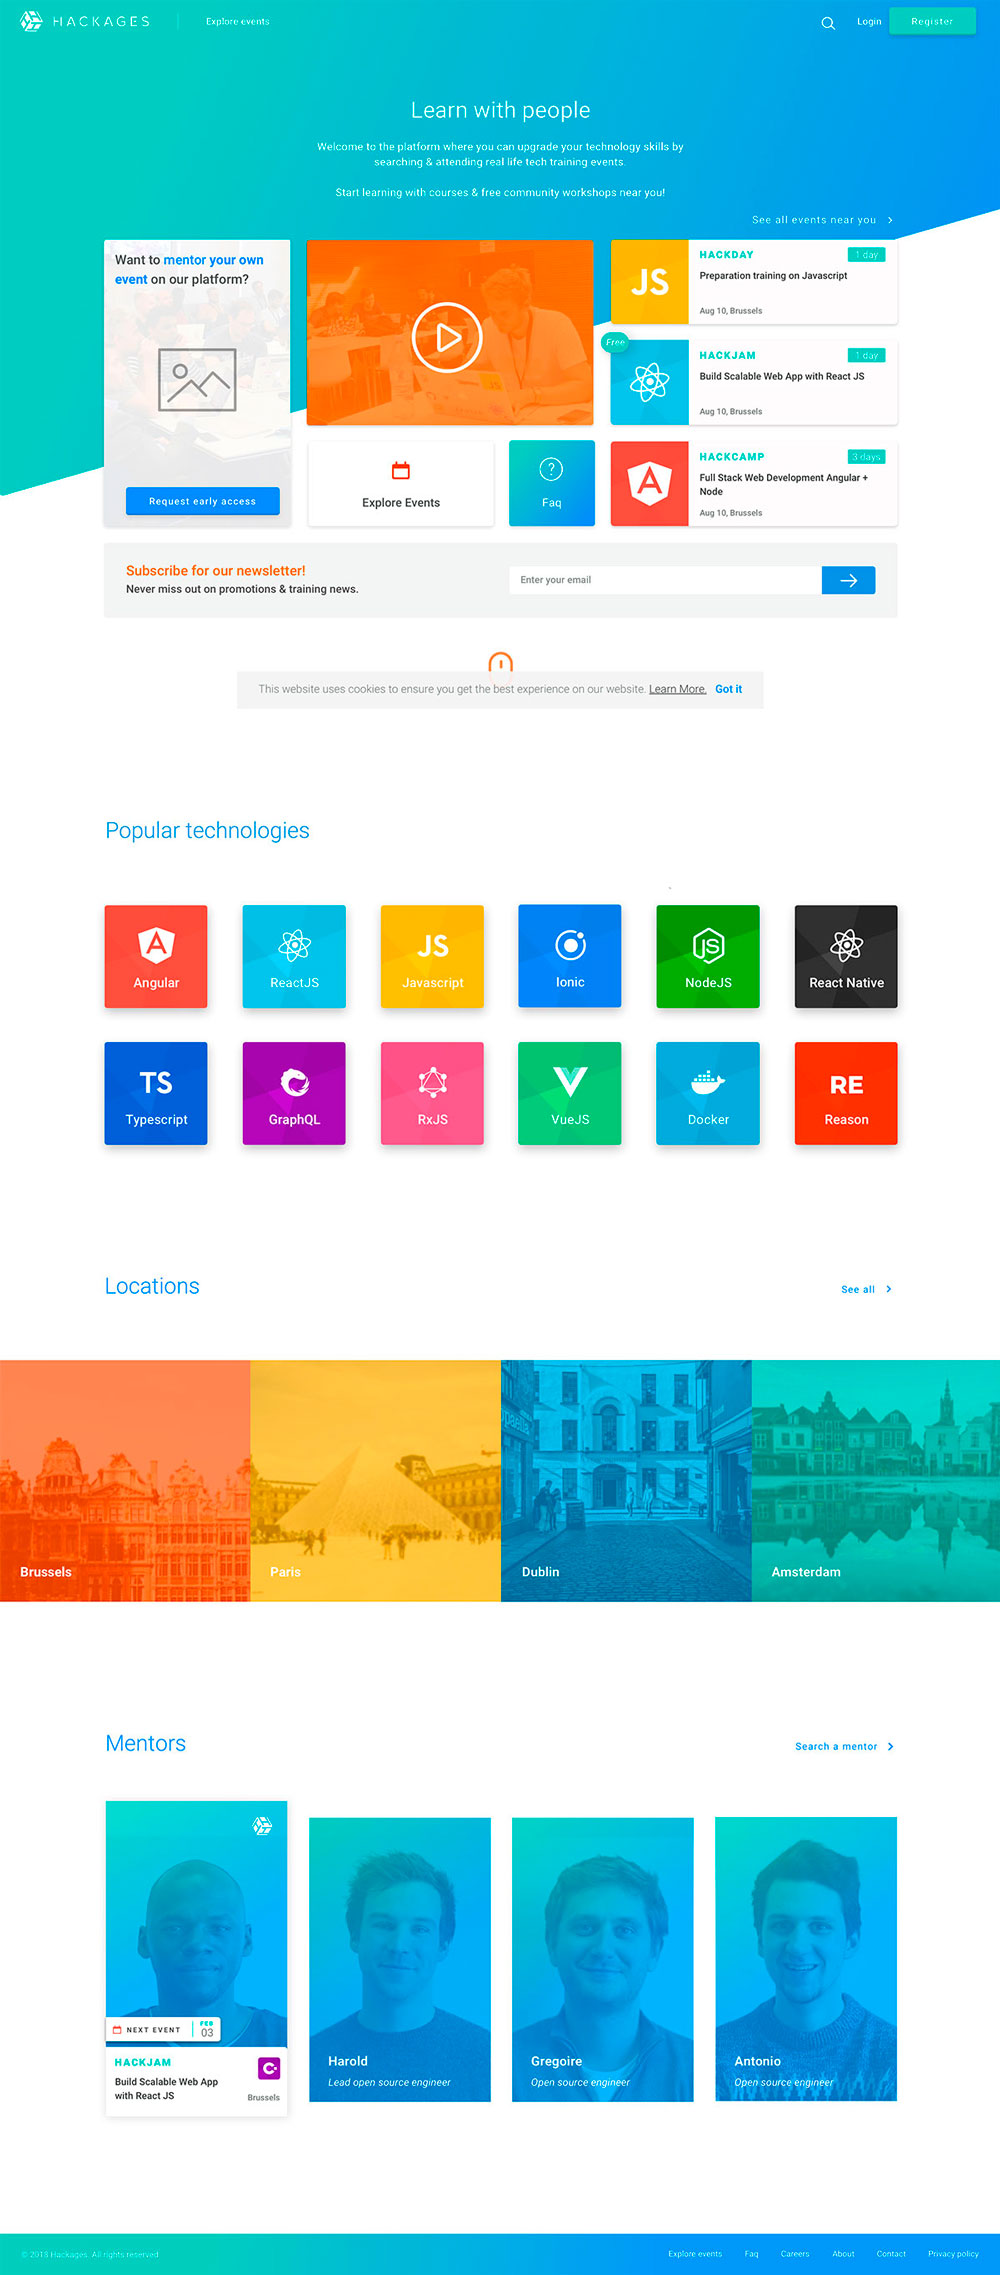 HACKAGES
Explore events
Login
Register
Learn with people
Welcome to the platform where you can upgrade your technology skills by
searching & attending real life tech training events.
Start learning with courses & free community workshops near you!
See all events near you
Want to mentor your own
event on our platform?
Request early access
Explore Events
?
Faq
JS
HACKDAY
1 day
Preparation training on Javascript
Aug 10, Brussels
Free
HACKJAM
1 day
Build Scalable Web App with React JS
Aug 10, Brussels
A
HACKCAMP
3 days
Full Stack Web Development Angular +
Node
Aug 10, Brussels
Subscribe for our newsletter!
Never miss out on promotions & training news.
Enter your email
This website uses cookies to ensure you get the best experience on our website. Learn More. Got it
Popular technologies
A
Angular
ReactJS
JS
Javascript
Ionic
JS
NodeJS
React Native
TS
Typescript
GraphQL
RxJS
VueJS
Docker
RE
Reason
Locations
See all
Brussels
Paris
Dublin
Amsterdam
Mentors
Search a mentor
NEXT EVENT
FEB
03
HACKJAM
Build Scalable Web App
with React JS
Brussels
Harold
Lead open source engineer
Gregoire
Open source engineer
Antonio
Open source engineer
© 2018 Hackages. All rights reserved
Explore events
Faq
Careers
About
Contact
Privacy policy